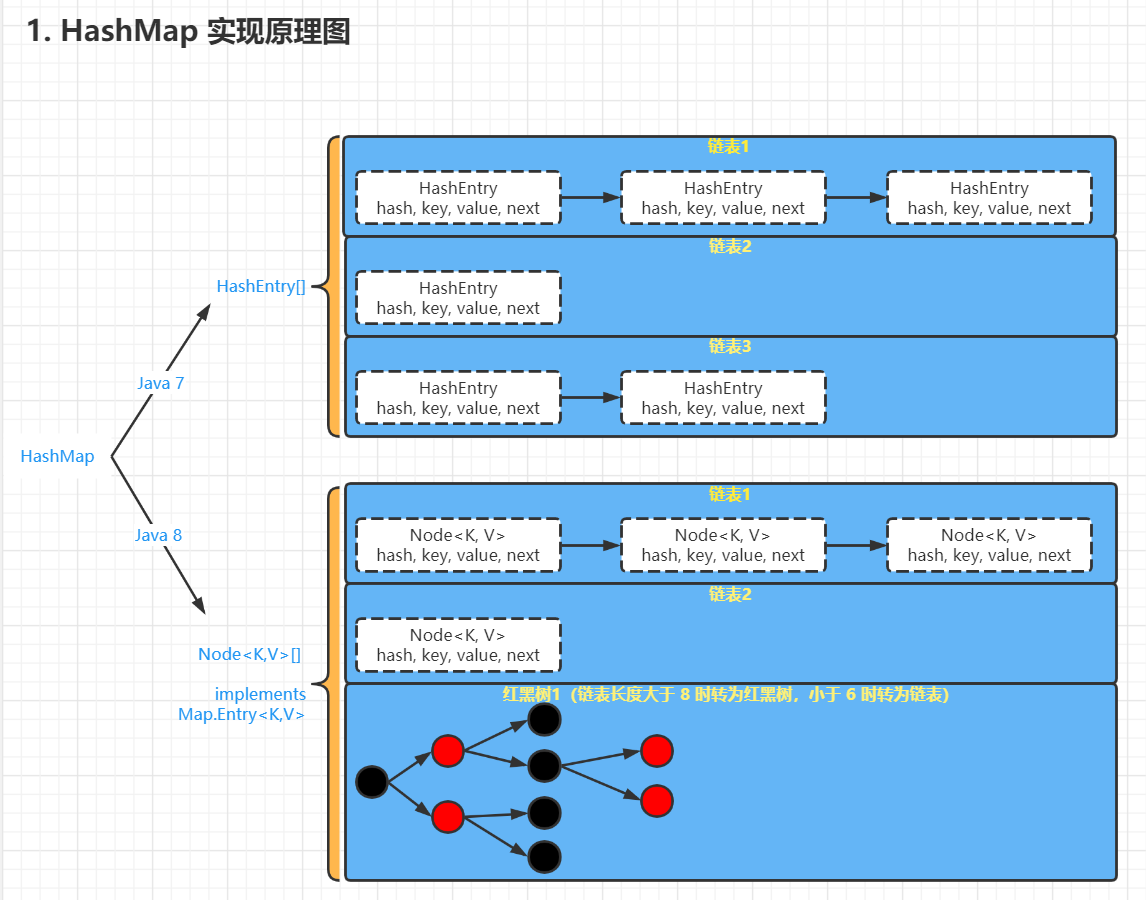 1. HashMap 实现原理图
链表1
HashEntry
hash, key, value, next
HashEntry
hash, key, value, next
HashEntry
hash, key, value, next
链表2
HashEntry
hash, key, value, next
链表3
HashEntry
hash, key, value, next
HashEntry
hash, key, value, next
HashEntry[]
Java 7
HashMap
Java 8
Node<K,V>[]
implements
Map.Entry<K,V>
链表1
Node<K, V>
hash, key, value, next
Node<K, V>
hash, key, value, next
Node<K, V>
hash, key, value, next
链表2
Node<K, V>
hash, key, value, next
红黑树1（链表长度大于 8 时转为红黑树，小于 6 时转为链表）